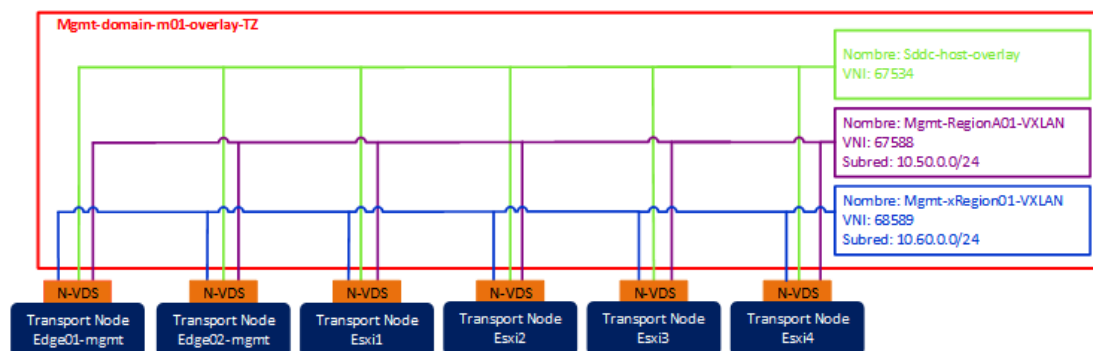 Mgmt-domain-m01-overlay-TZ
Nombre: Sddc-host-overlay
VNI: 67534
Nombre: Mgmt-RegionA01-VXLAN
VNI: 67588
Subred: 10.50.0.0/24
Nombre: Mgmt-xRegion01-VXLAN
VNI: 68589
Subred: 10.60.0.0/24
N-VDS
Transport Node
Edge01-mgmt
N-VDS
Transport Node
Edge02-mgmt
N-VDS
Transport Node
Esxi1
N-VDS
Transport Node
Esxi2
N-VDS
Transport Node
Esxi3
N-VDS
Transport Node
Esxi4